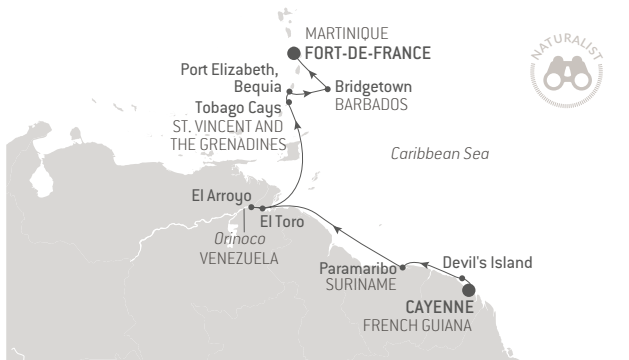 MARTINIQUE
FORT-DE-FRANCE
NATURALIST
Port Elizabeth,
Bequia
Bridgetown
BARBADOS
Tobago Cays
ST. VINCENT AND
THE GRENADINES
Caribbean Sea
El Arroyo
El Toro
Orinoco
VENEZUELA
Devil's Island
Paramaribo
SURINAME
CAYENNE
FRENCH GUIANA